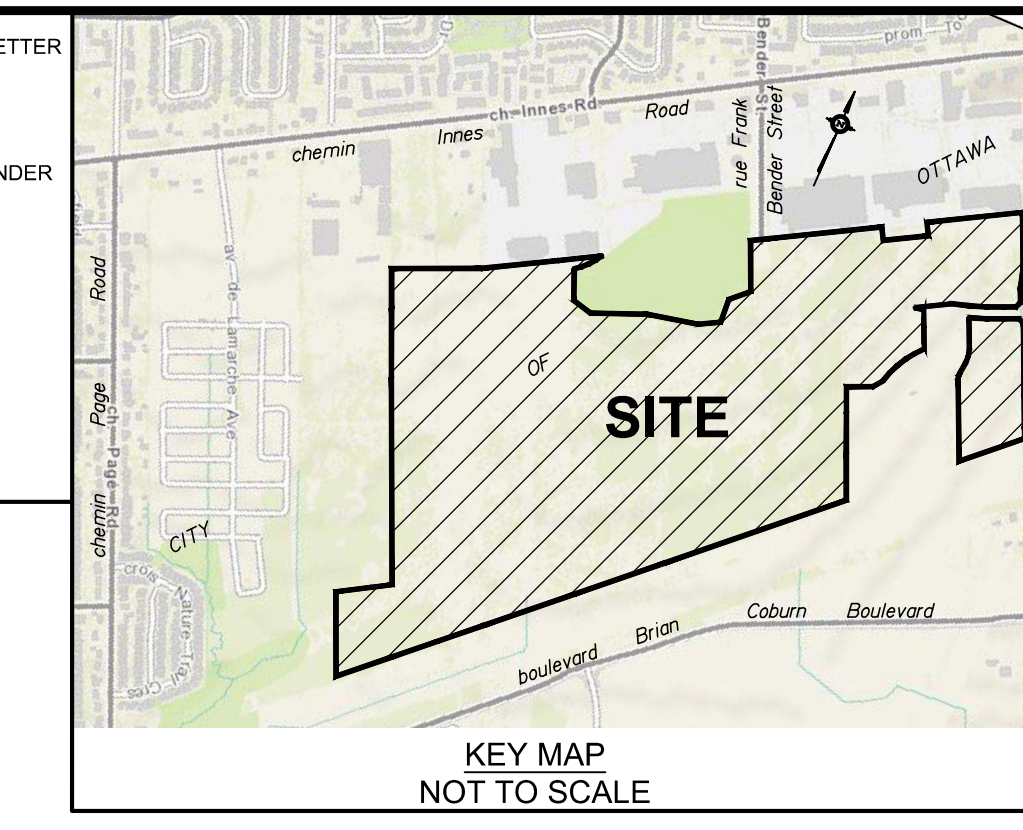 ETTER
NDER
prom
ch. Innes Rd.
Road
Innes
chemin
Bender St.
rue Frank
Bender Street
OTTAWA
Road
Page
chemin
ch Page Rd
av de Lamarche Ave
CITY
OF
SITE
crois
Nature-Trail
Cres
boulevard
Brian
Coburn
Boulevard
KEY MAP
NOT TO SCALE